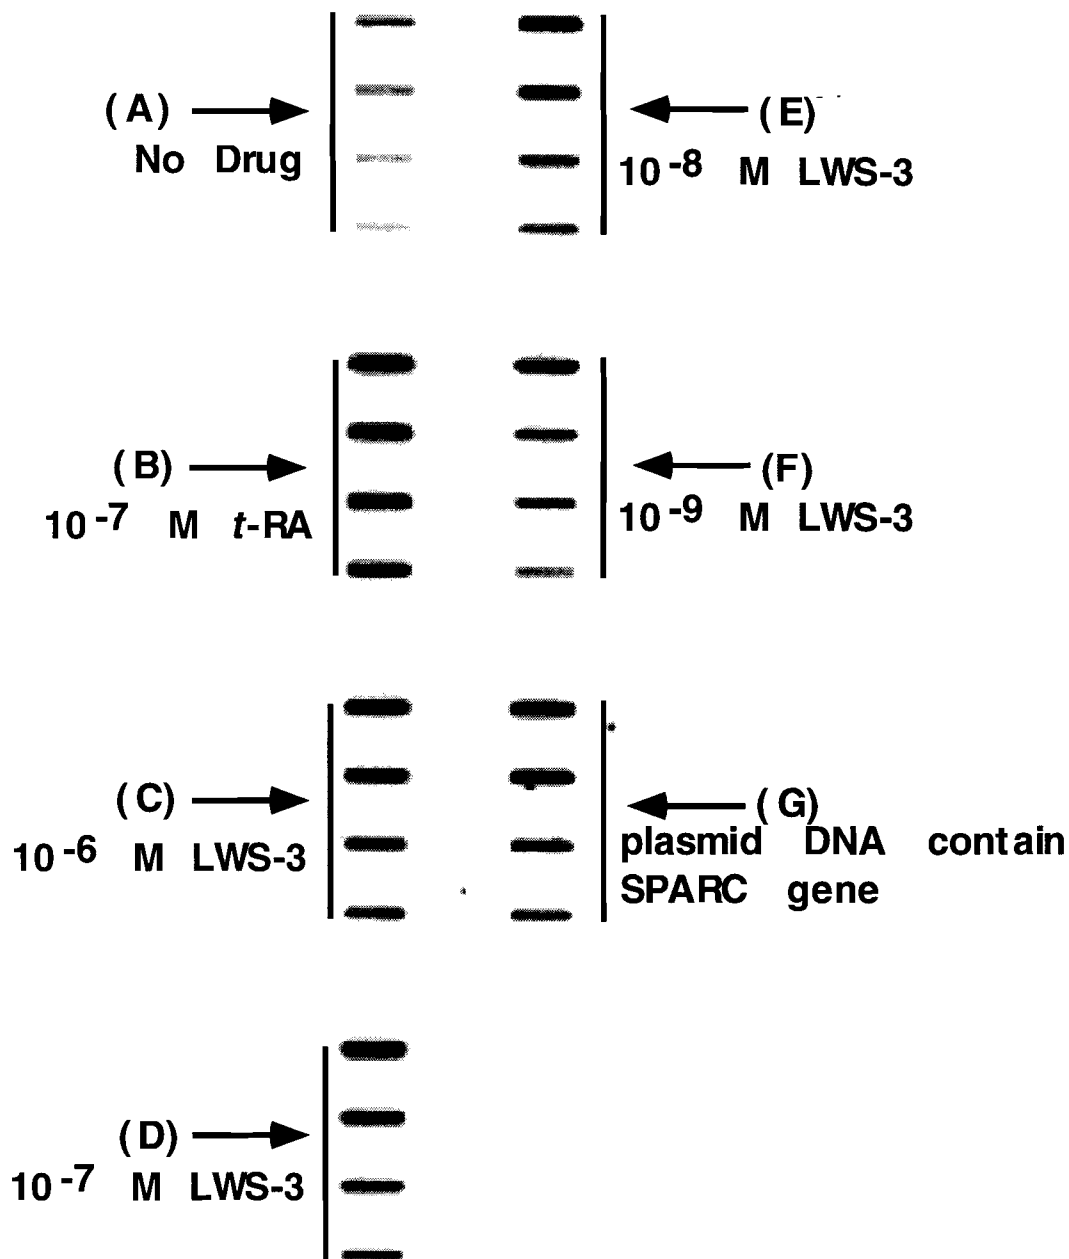 (A)
No Drug
(E)
10-8 M LWS-3
(B)
10-7 M t-RA
(F)
10-9 M LWS-3
(C)
10-6 M LWS-3
(G)
plasmid DNA contain
SPARC gene
(D)
10-7 M LWS-3